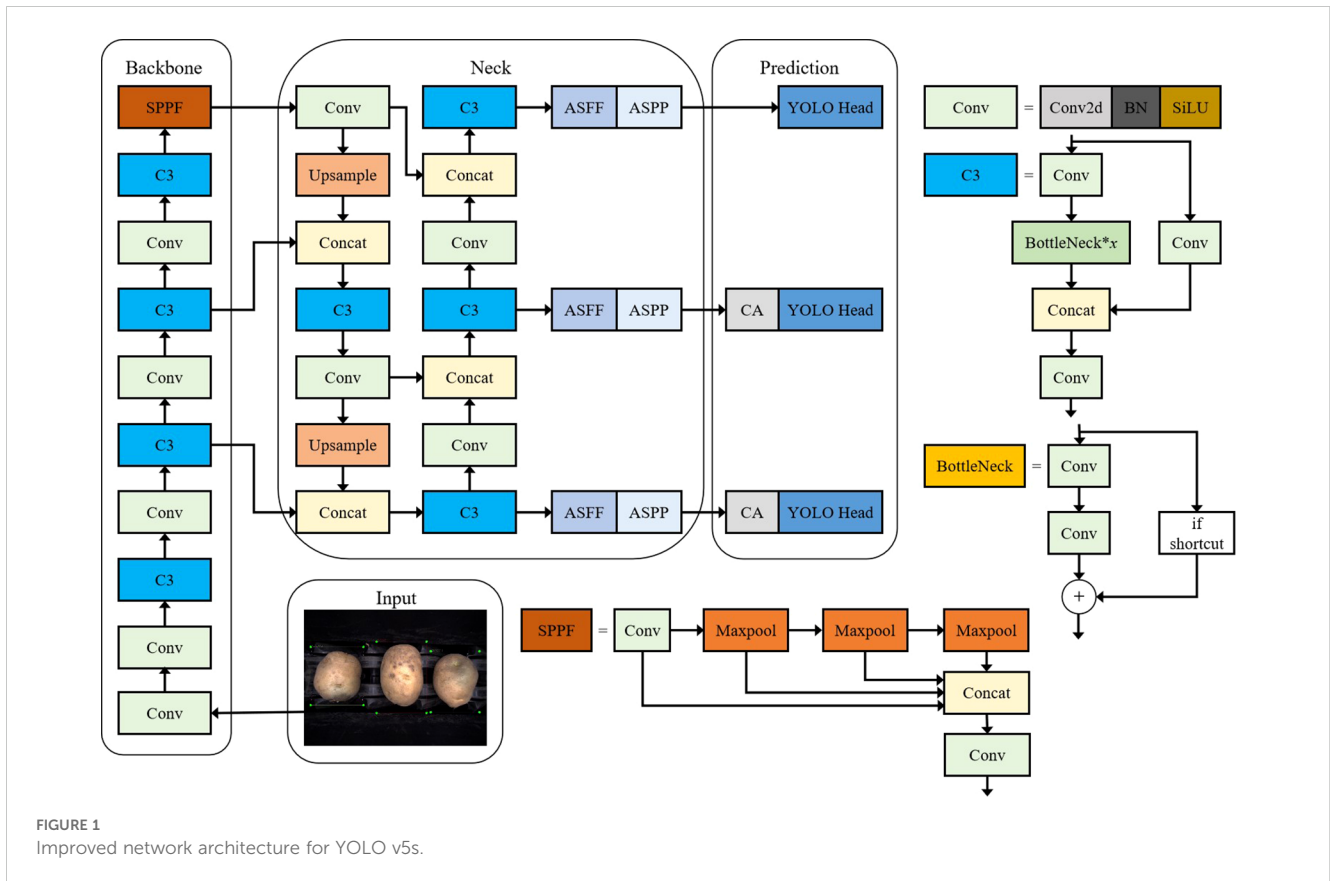 Backbone
SPPF
C3
Conv
C3
Conv
C3
Conv
C3
Conv
Conv
Neck
Conv
Upsample
Concat
C3
Conv
Upsample
Concat
C3
Concat
Conv
C3
Concat
Conv
C3
ASFF ASPP
ASFF ASPP
ASFF ASPP
Prediction
YOLO Head
CA YOLO Head
CA YOLO Head
Input
Conv = Conv2d BN SiLU
C3 = Conv
BottleNeck*x Conv
Concat
Conv
BottleNeck = Conv
Conv
if
shortcut
+
SPPF = Conv Maxpool Maxpool Maxpool
Concat
Conv
FIGURE 1
Improved network architecture for YOLO v5s.